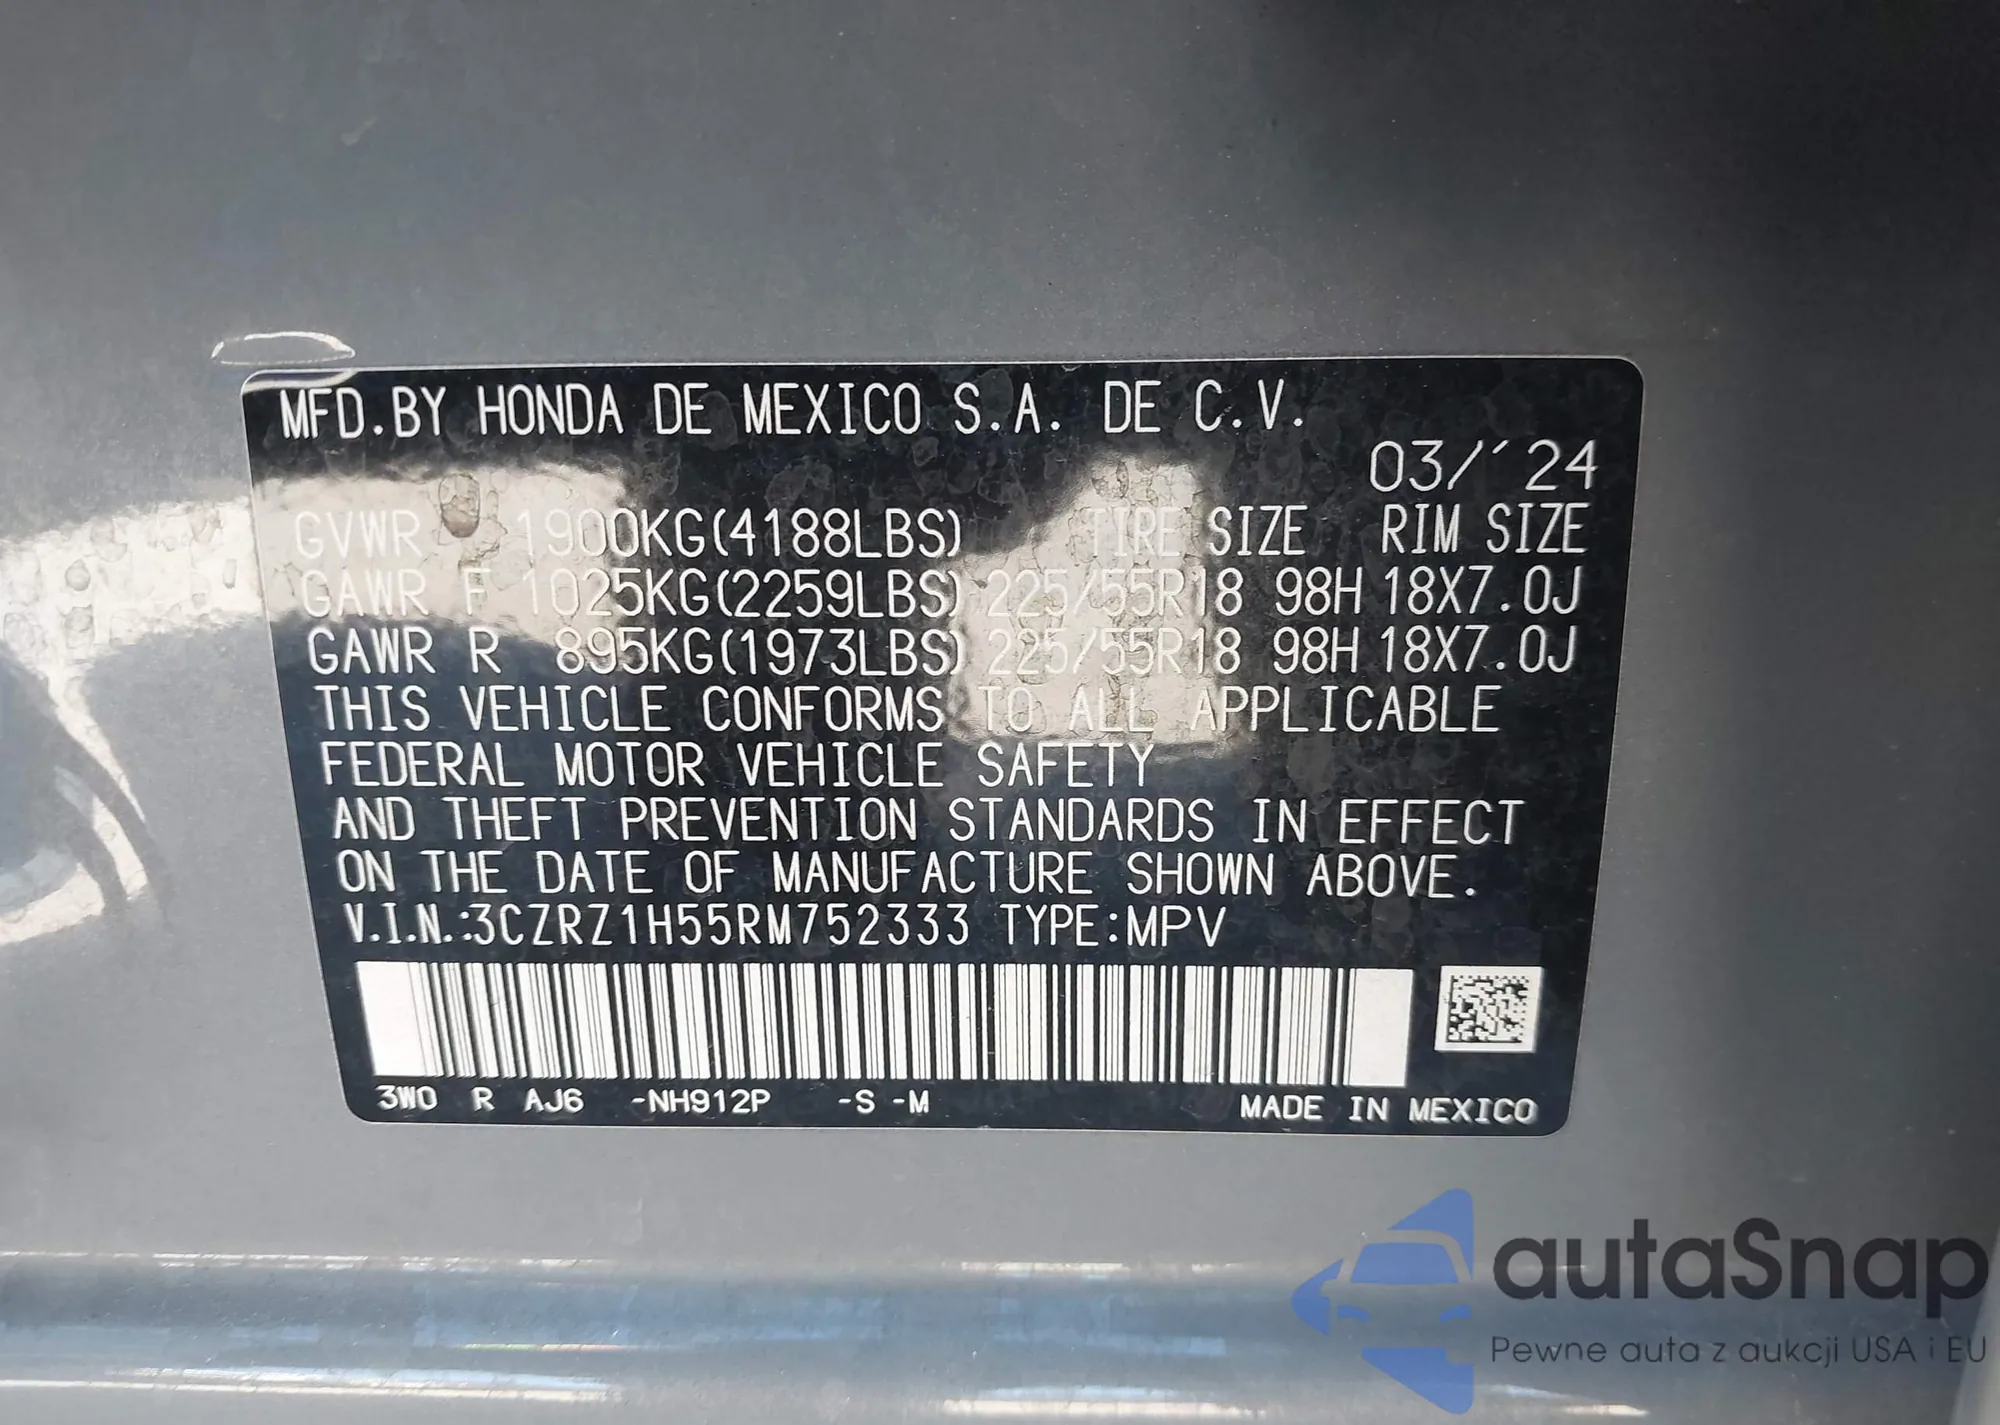 MFD.BY HONDA DE MEXICO S.A. DE C.V.
03/´24
GVWR 1900KG(4188LBS) TIRE SIZE RIM SIZE
GAWR F 1025KG(2259LBS) 225/55R18 98H 18X7.0J
GAWR R 895KG(1973LBS) 225/55R18 98H 18X7.0J
THIS VEHICLE CONFORMS TO ALL APPLICABLE
FEDERAL MOTOR VEHICLE SAFETY
AND THEFT PREVENTION STANDARDS IN EFFECT
ON THE DATE OF MANUFACTURE SHOWN ABOVE.
V.I.N.:3CZRZ1H55RM752333 TYPE:MPV
3W0 R AJ6 -NH912P -S -M MADE IN MEXICO
autaSnap
Pewne auta z aukcji USA i EU